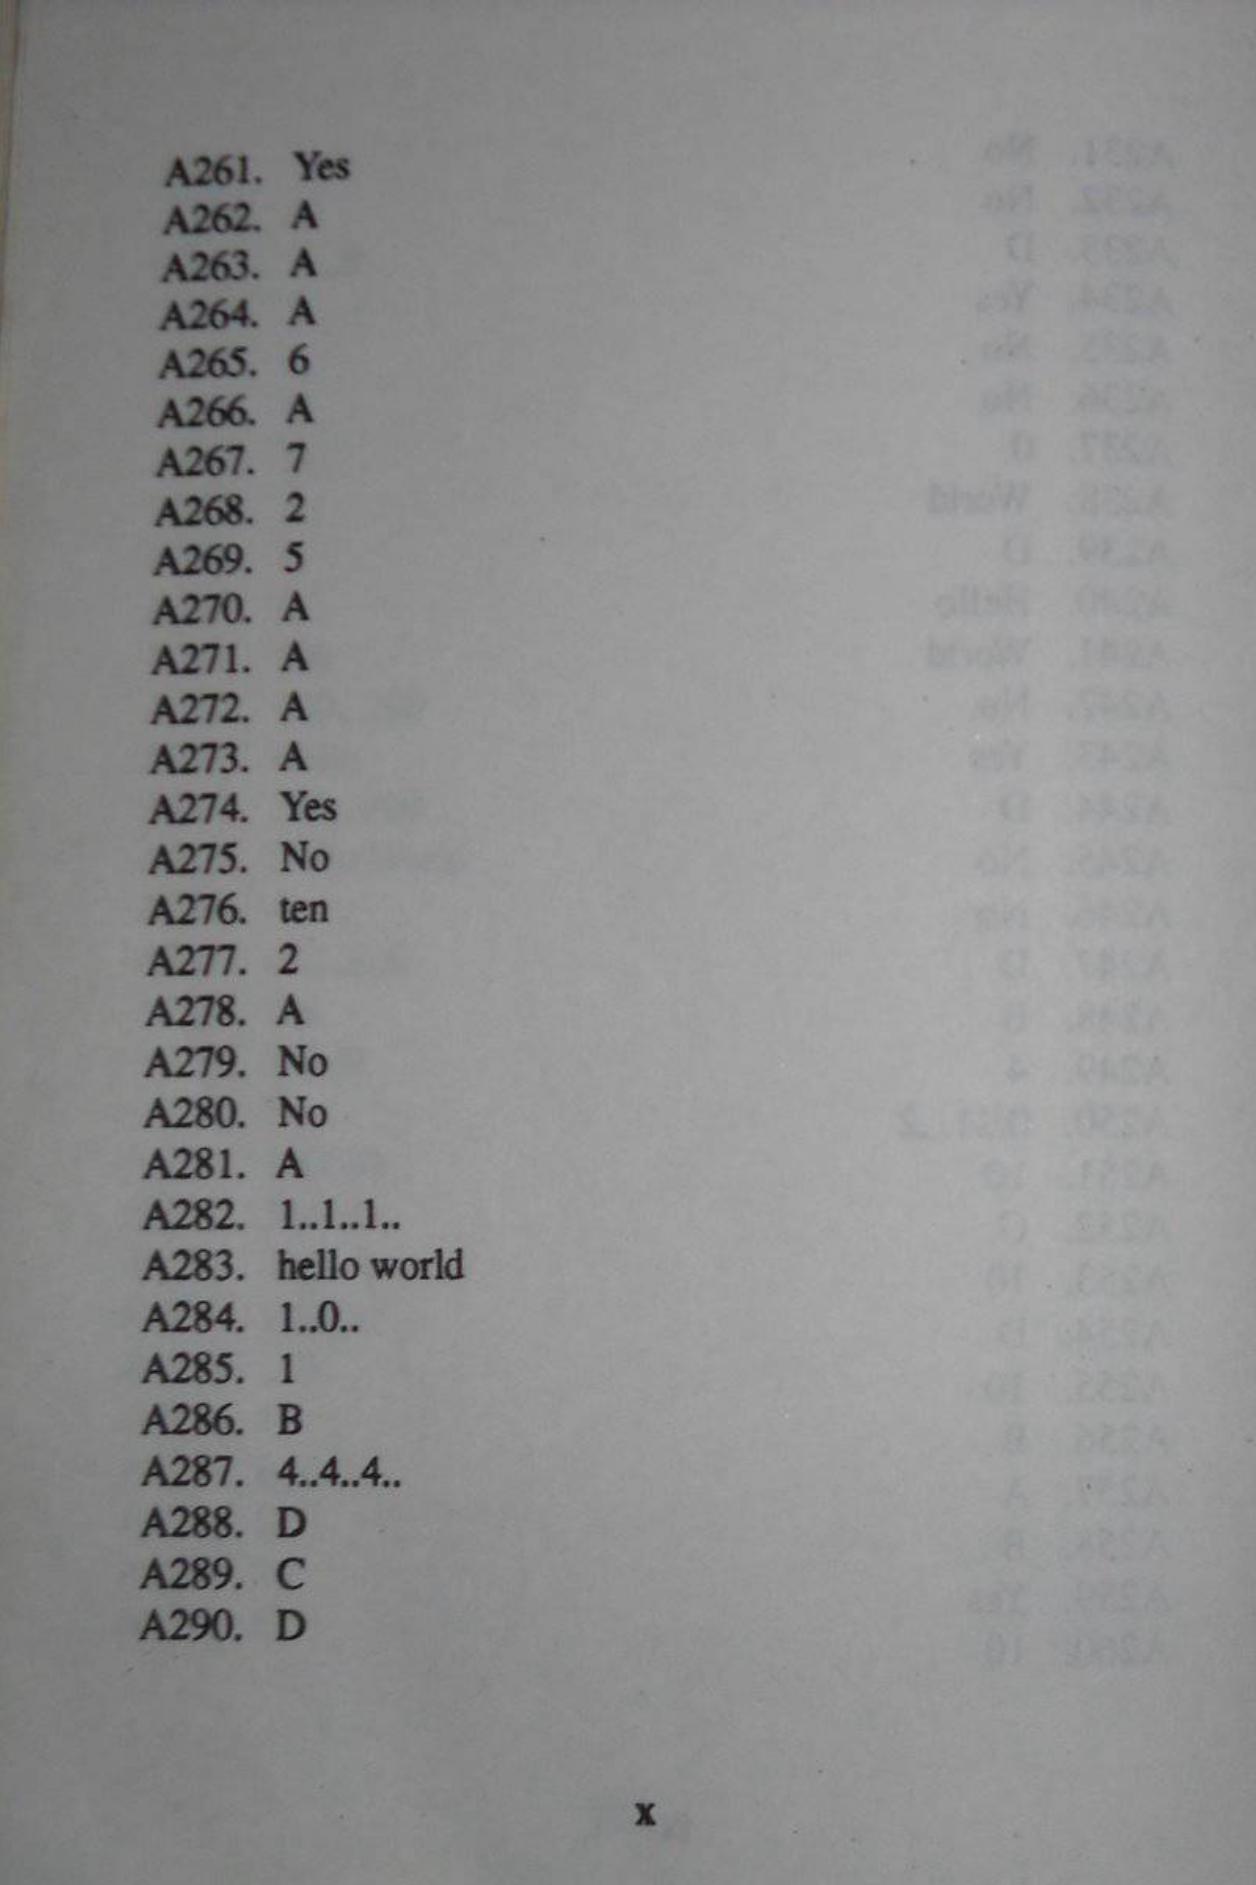 A261. Yes
A262. A
A263. A
A264. A
A265. 6
A266. A
A267. 7
A268. 2
A269. 5
A270. A
A271. A
A272. A
A273. A
A274. Yes
A275. No
A276. ten
A277. 2
A278. A
A279. No
A280. No
A281. A
A282. 1..1..1..
A283. hello world
A284. 1..0..
A285. 1
A286. B
A287. 4..4..4..
A288. D
A289. C
A290. D
x